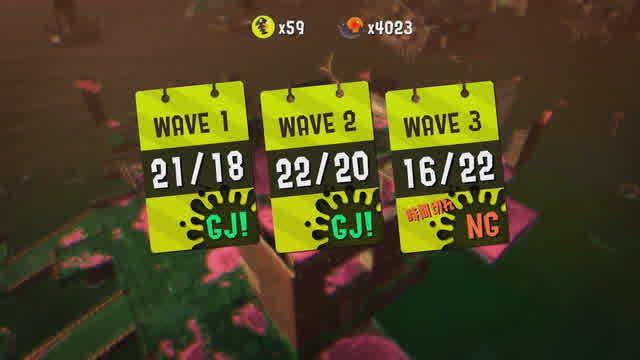 x59
x4023
WAVE 1
21/18
GJ!
WAVE 2
22/20
GJ!
WAVE 3
16/22
時間切れ
NG